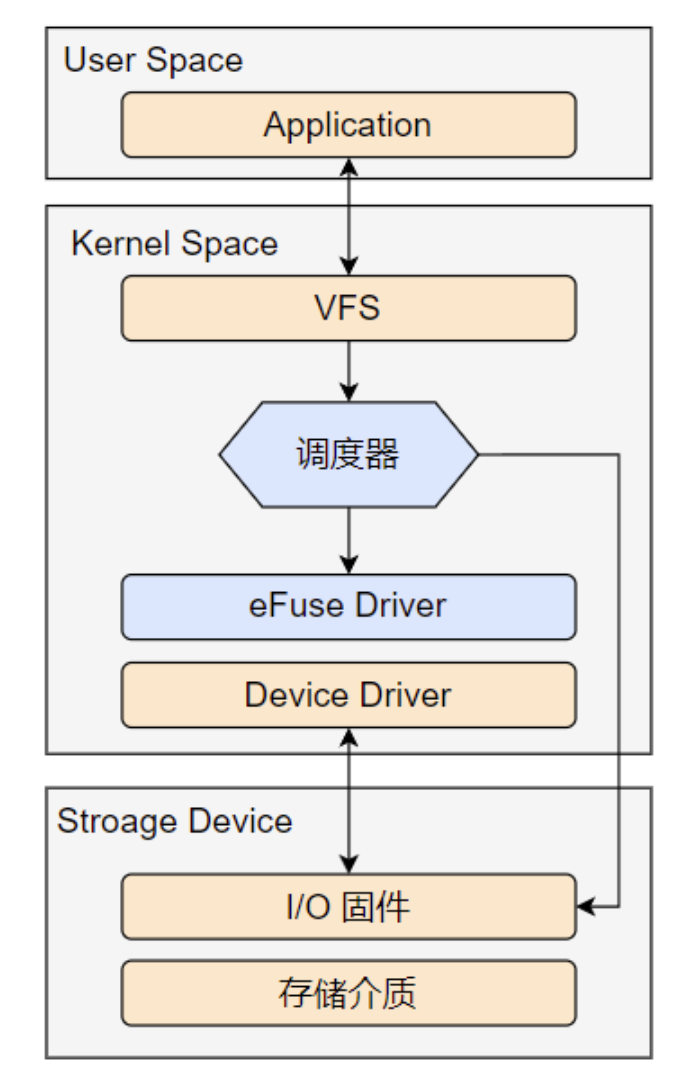 User Space
Application
Kernel Space
VFS
调度器
eFuse Driver
Device Driver
Stroage Device
I/O 固件
存储介质